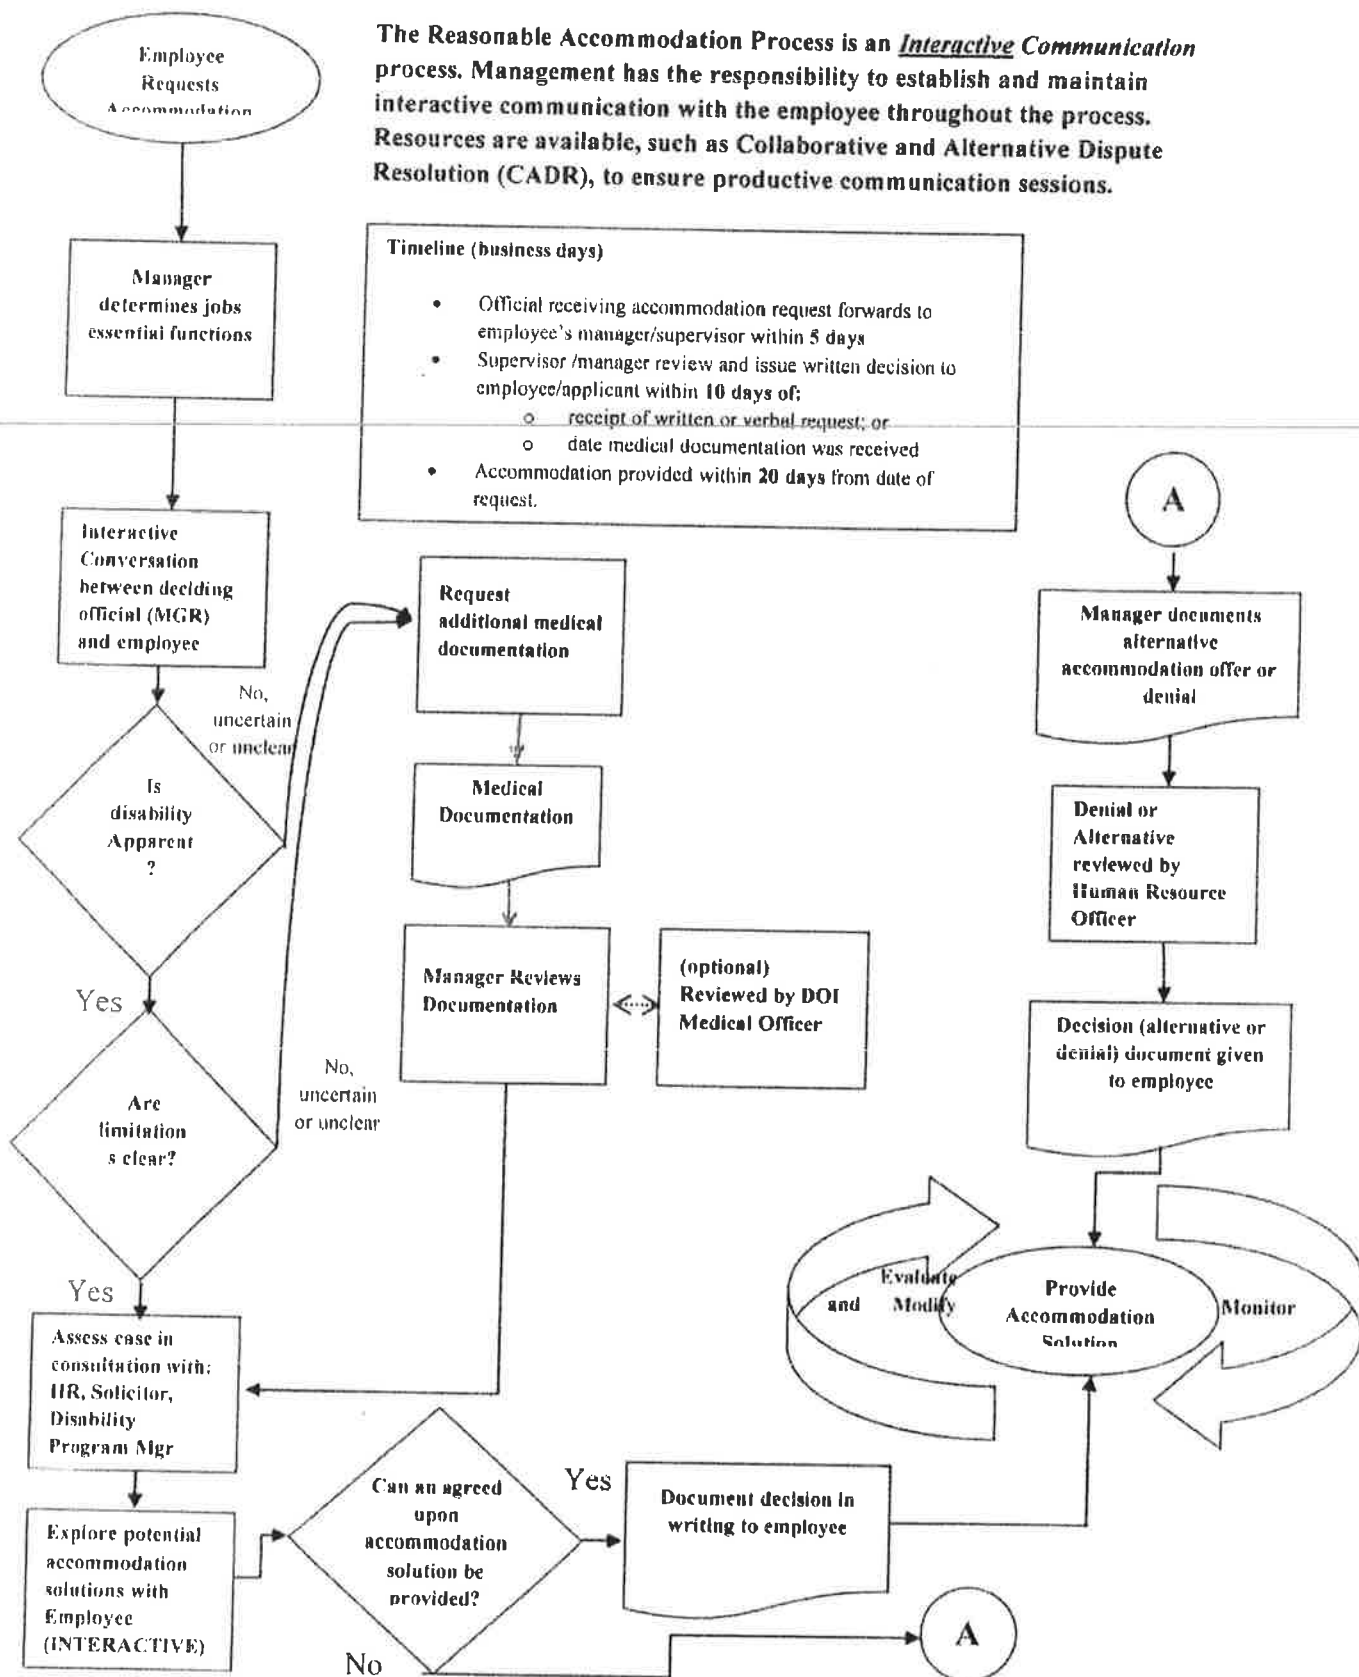 Employee
Requests
Accommodation
The Reasonable Accommodation Process is an Interactive Communication
process. Management has the responsibility to establish and maintain
interactive communication with the employee throughout the process.
Resources are available, such as Collaborative and Alternative Dispute
Resolution (CADR), to ensure productive communication sessions.
Manager
determines jobs
essential functions
Timeline (business days)
• Official receiving accommodation request forwards to
employee's manager/supervisor within 5 days
• Supervisor /manager review and issue written decision to
employee/applicant within 10 days of:
o receipt of written or verbal request; or
o date medical documentation was received
• Accommodation provided within 20 days from date of
request.
Interactive
Conversation
between deciding
official (MGR)
and employee
No,
uncertain
or unclear
Is
disability
Apparent
?
Yes
Are
limitation
s clear?
No,
uncertain
or unclear
Yes
Request
additional medical
documentation
Medical
Documentation
Manager Reviews
Documentation
(optional)
Reviewed by DOI
Medical Officer
Assess case in
consultation with:
HR, Solicitor,
Disability
Program Mgr
Explore potential
accommodation
solutions with
Employee
(INTERACTIVE)
Can an agreed
upon
accommodation
solution be
provided?
Yes
Document decision in
writing to employee
No
A
A
Manager documents
alternative
accommodation offer or
denial
Denial or
Alternative
reviewed by
Human Resource
Officer
Decision (alternative or
denial) document given
to employee
Evaluate
and Modify
Provide
Accommodation
Solution
Monitor